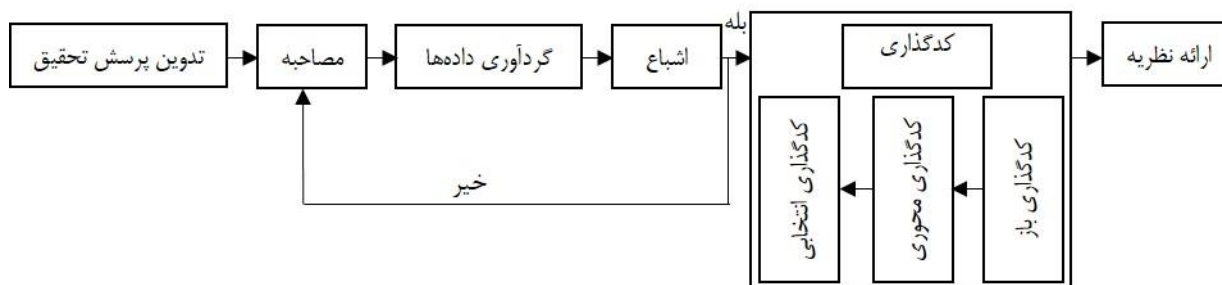 تدوین پرسش تحقیق
مصاحبه
گردآوری داده‌ها
اشباع
بله
خیر
کدگذاری
کدگذاری باز
کدگذاری محوری
کدگذاری انتخابی
ارائه نظریه